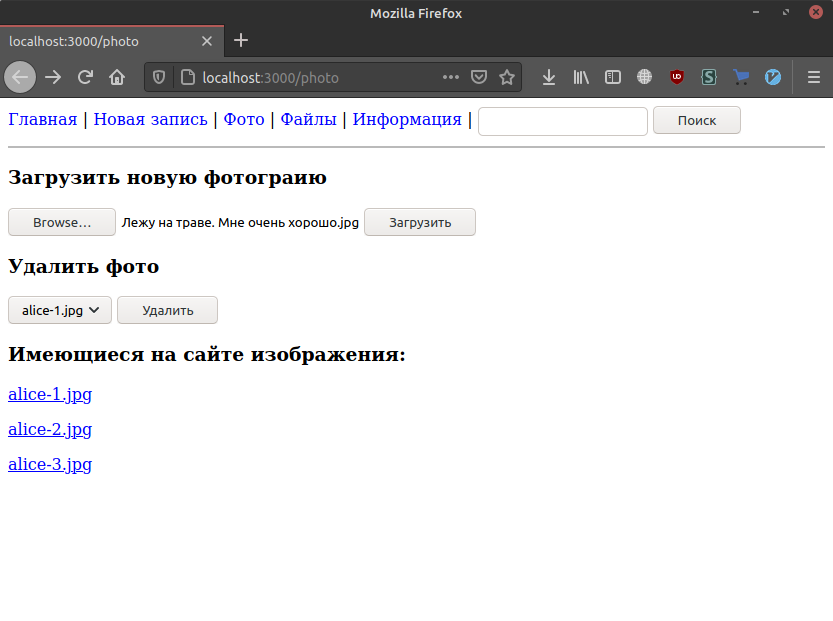 Mozilla Firefox
localhost:3000/photo
localhost:3000/photo
Главная | Новая запись | Фото | Файлы | Информация | Поиск
Загрузить новую фотограию
Browse… Лежу на траве. Мне очень хорошо.jpg Загрузить
Удалить фото
alice-1.jpg Удалить
Имеющиеся на сайте изображения:
alice-1.jpg
alice-2.jpg
alice-3.jpg